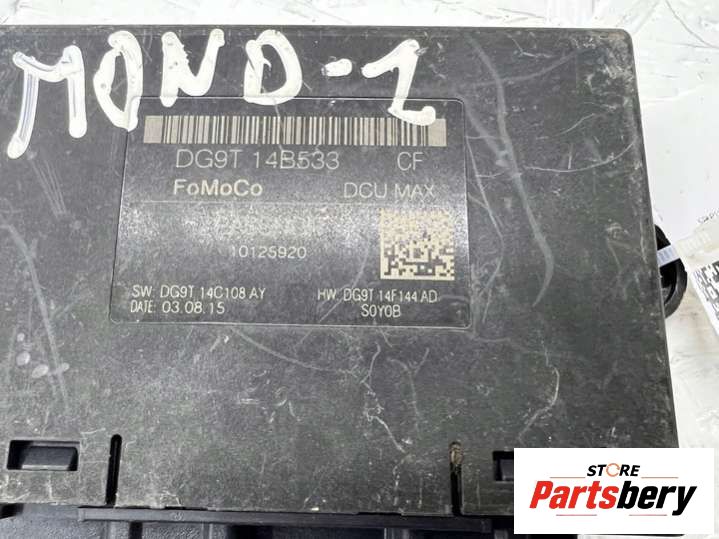 MOND-1
DG9T 14B533 CF
FoMoCo DCU MAX
10125920
SW: DG9T 14C108 AY HW: DG9T 14F144 AD
DATE: 03.08.15 S0Y0B
STORE
Partsbery